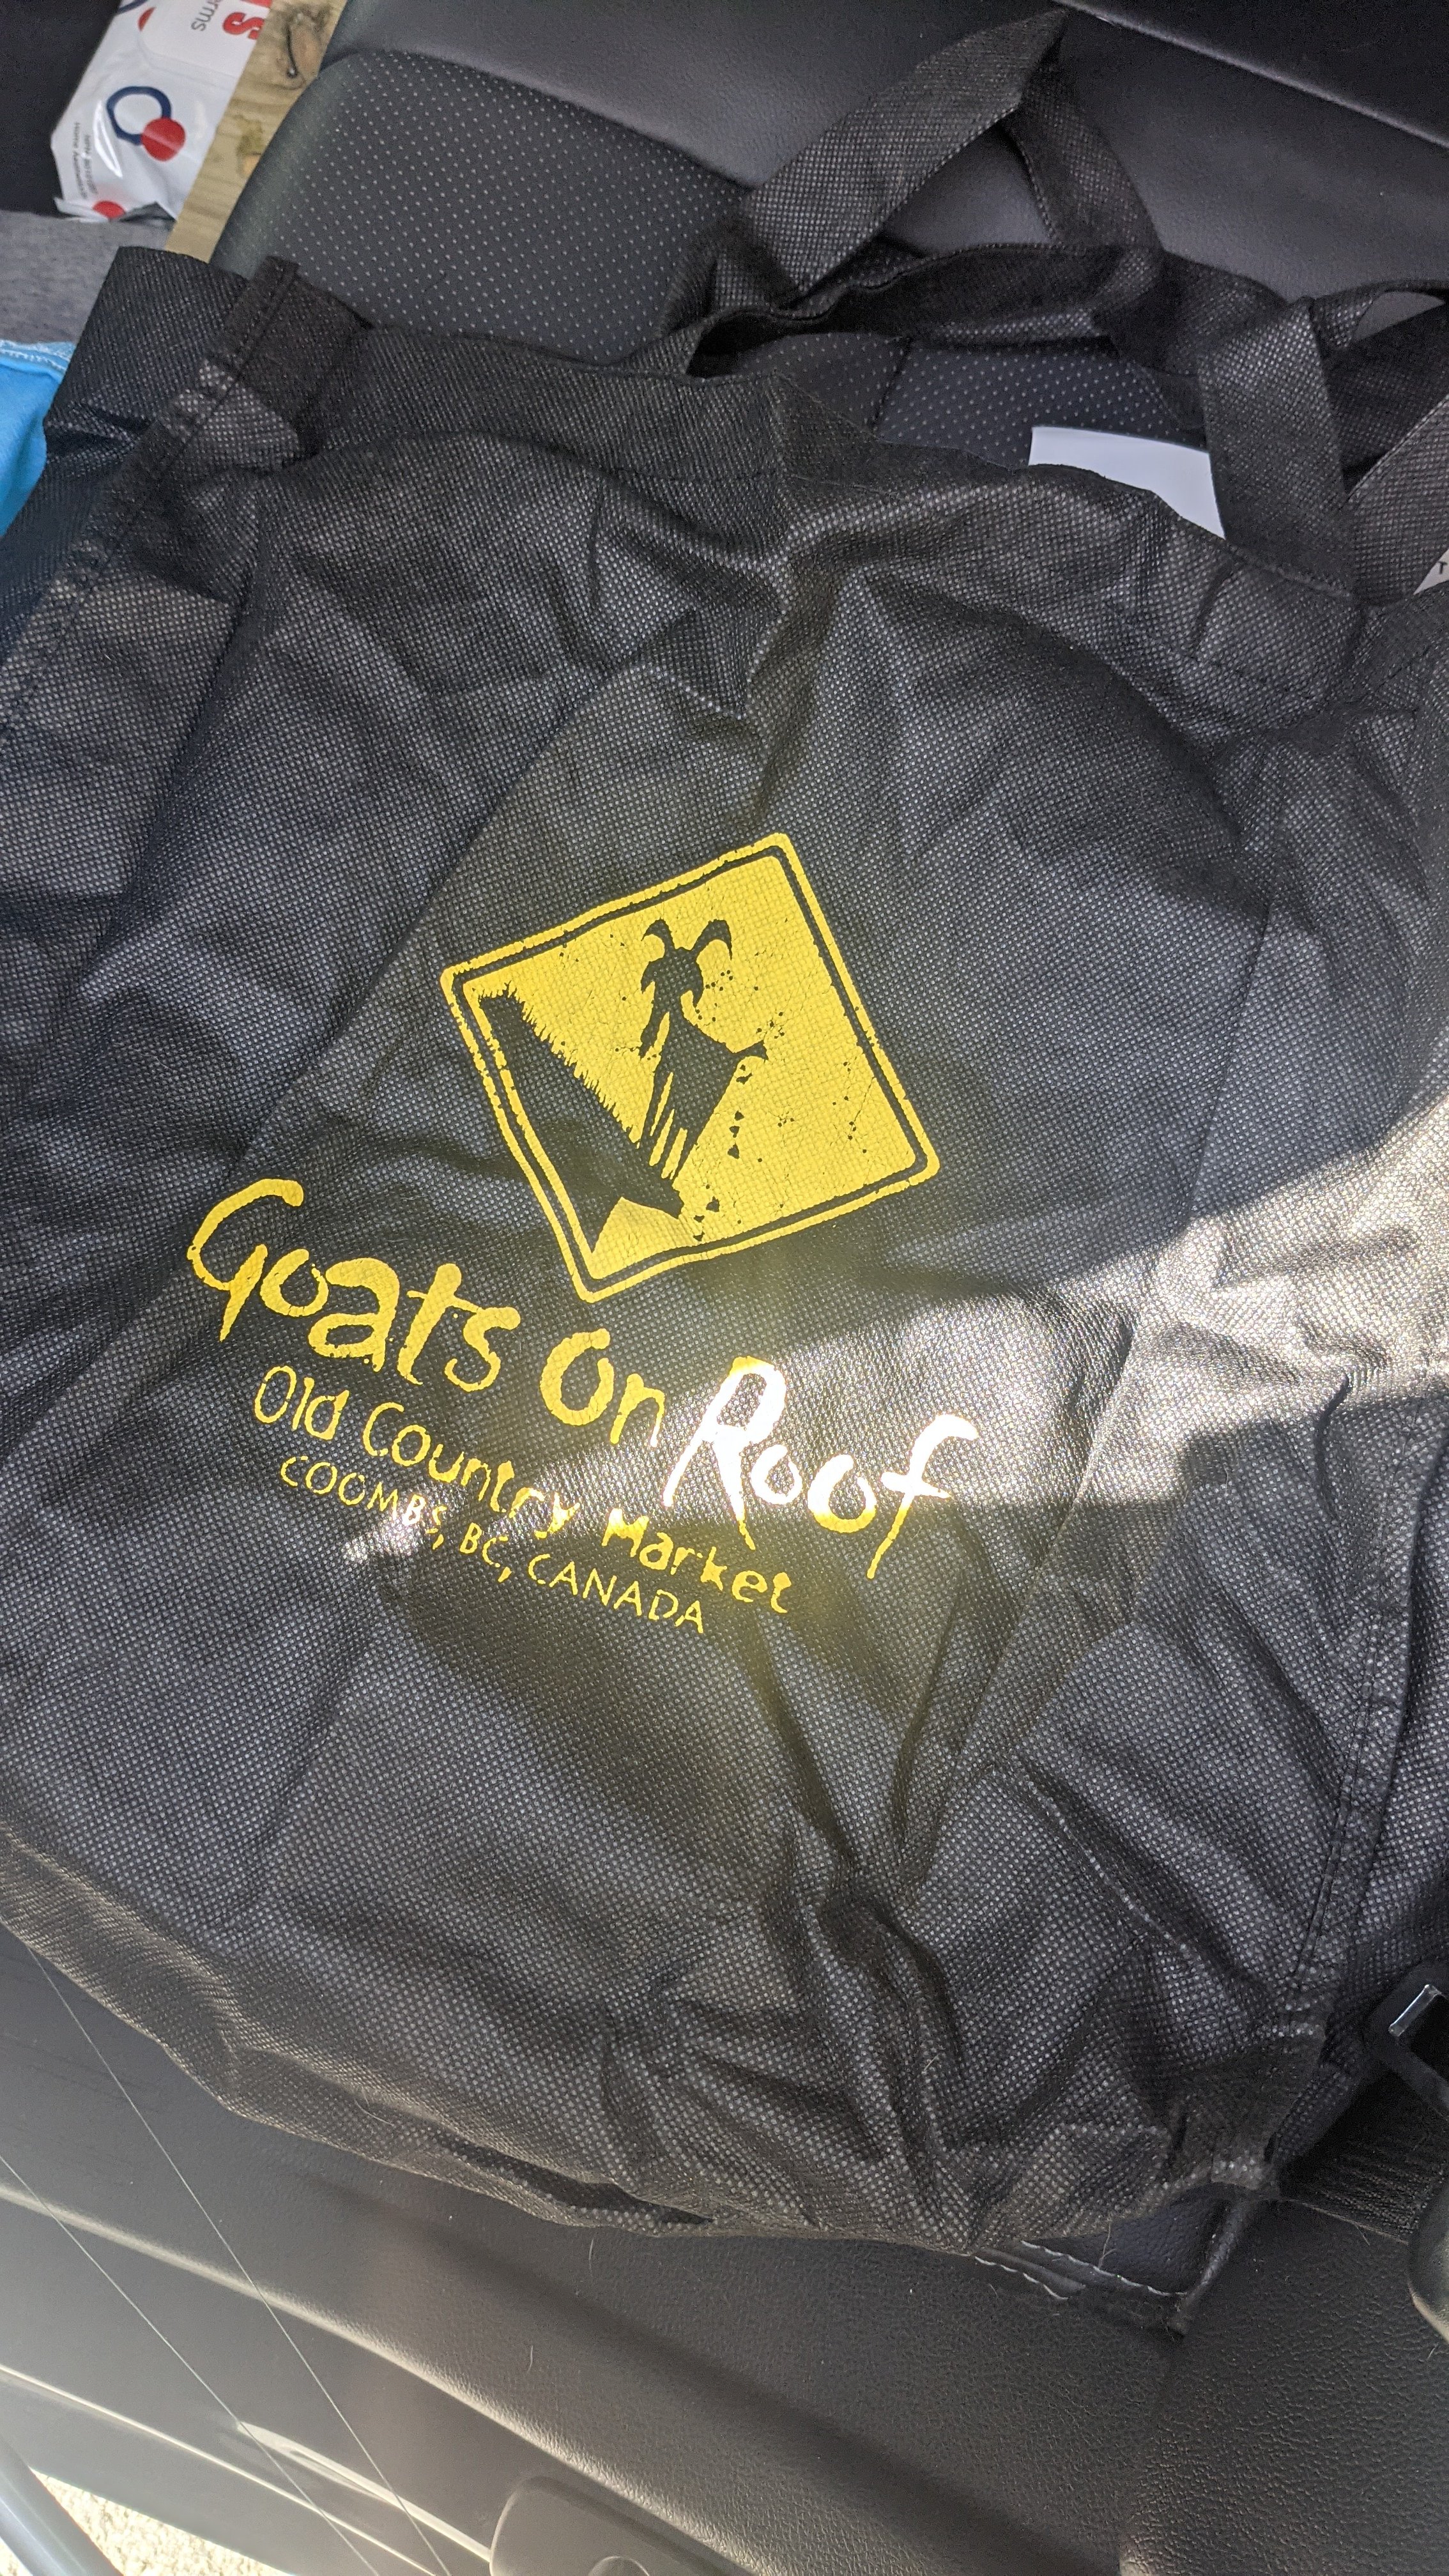 Goats on Roof
Old Country Market
COOMBS, BC, CANADA